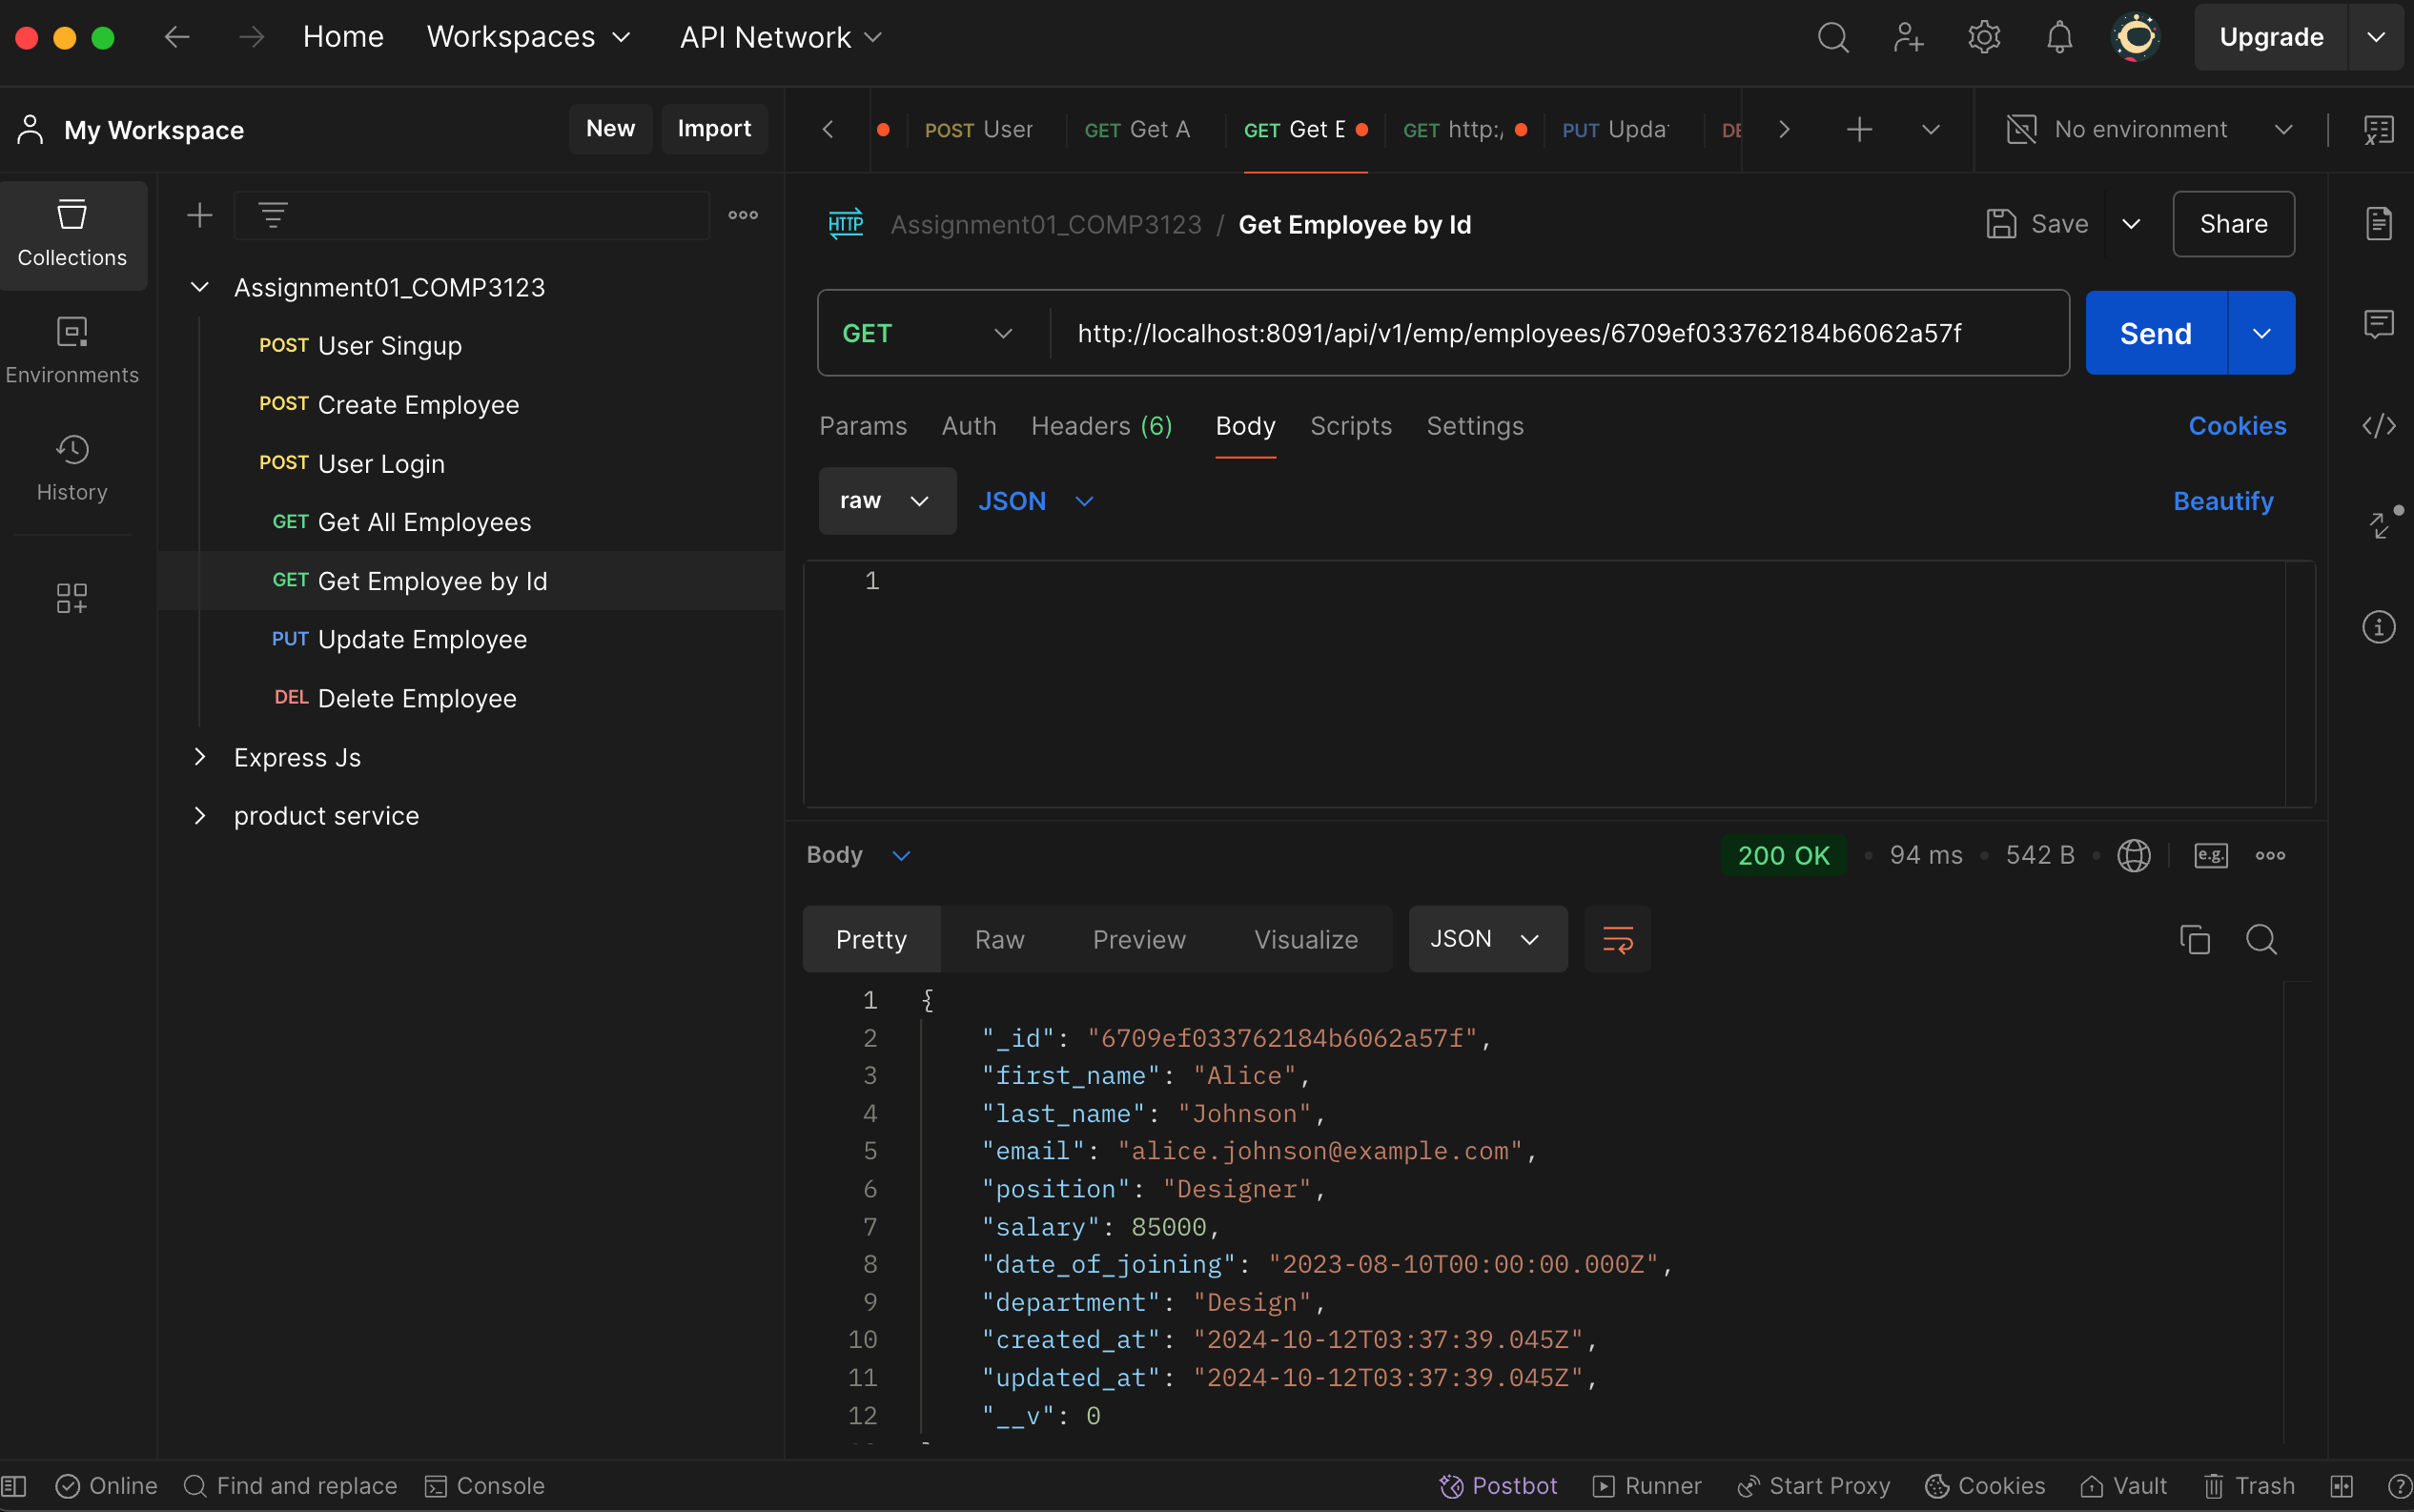 Home Workspaces API Network Upgrade
My Workspace New Import
POST User GET Get A GET Get E GET http:/ PUT Upda DE No environment
Collections
Environments
History
Assignment01_COMP3123
POST User Singup
POST Create Employee
POST User Login
GET Get All Employees
GET Get Employee by Id
PUT Update Employee
DEL Delete Employee
Express Js
product service
HTTP Assignment01_COMP3123 / Get Employee by Id Save Share
GET http://localhost:8091/api/v1/emp/employees/6709ef033762184b6062a57f Send
Params Auth Headers (6) Body Scripts Settings Cookies
raw JSON Beautify
1
Body 200 OK • 94 ms • 542 B • e.g.
Pretty Raw Preview Visualize JSON
1 {
2 "_id": "6709ef033762184b6062a57f",
3 "first_name": "Alice",
4 "last_name": "Johnson",
5 "email": "alice.johnson@example.com",
6 "position": "Designer",
7 "salary": 85000,
8 "date_of_joining": "2023-08-10T00:00:00.000Z",
9 "department": "Design",
10 "created_at": "2024-10-12T03:37:39.045Z",
11 "updated_at": "2024-10-12T03:37:39.045Z",
12 "__v": 0
Online Find and replace Console Postbot Runner Start Proxy Cookies Vault Trash